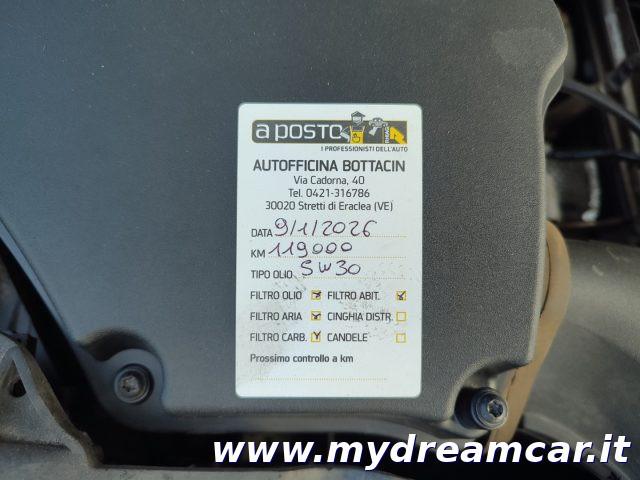 a POSTO
I PROFESSIONISTI DELL'AUTO
AUTOFFICINA BOTTACIN
Via Cadorna, 40
Tel. 0421-316786
30020 Stretti di Eraclea (VE)
DATA 9/1/2026
KM 119000
TIPO OLIO 5W30
FILTRO OLIO FILTRO ABIT.
FILTRO ARIA CINGHIA DISTR.
FILTRO CARB. CANDELE
Prossimo controllo a km
www.mydreamcar.it